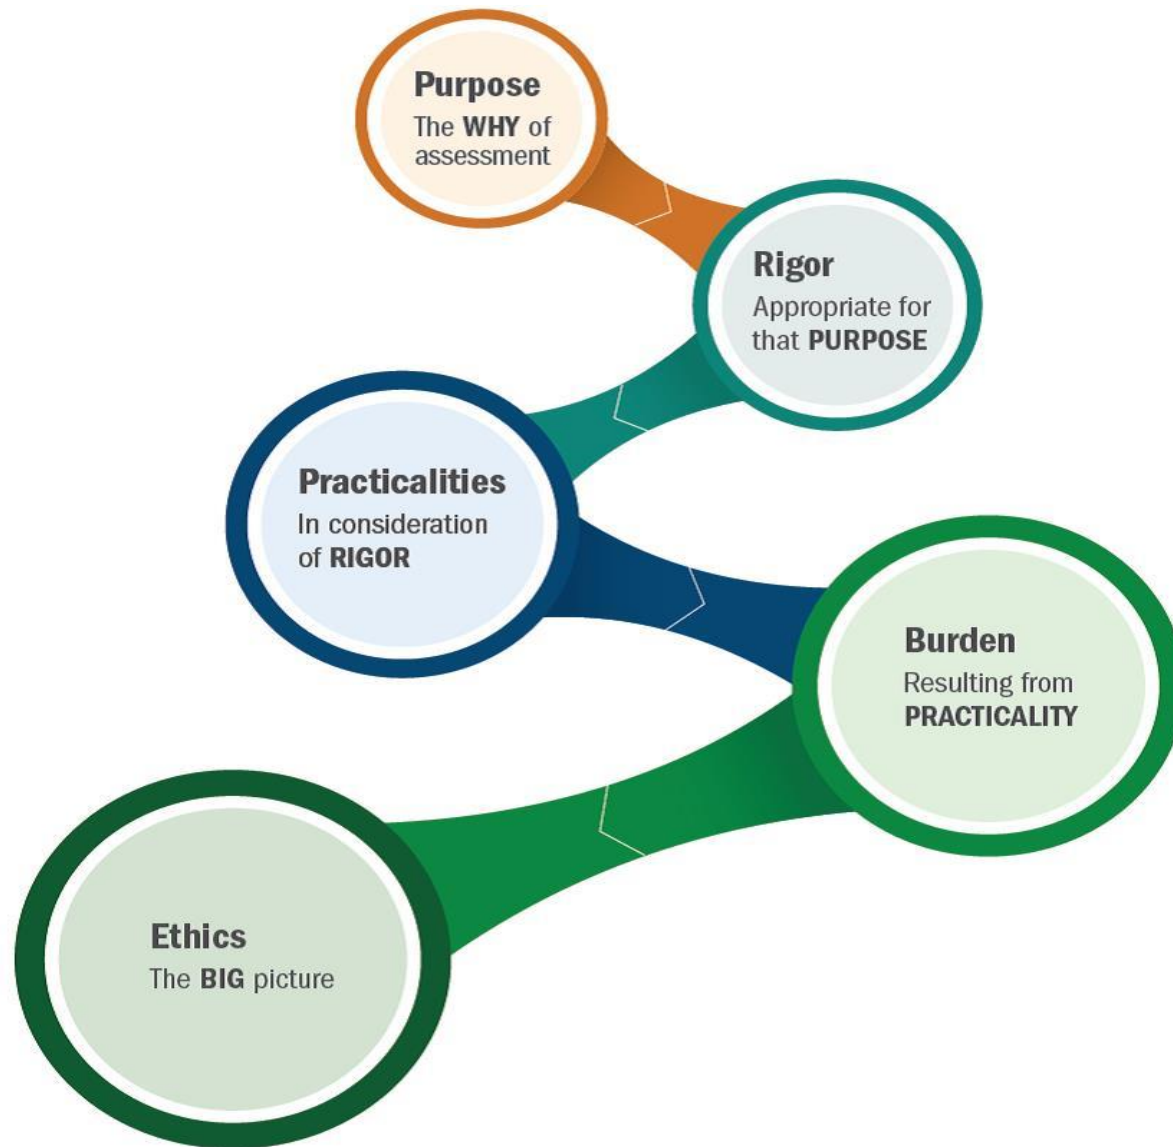 Purpose
The WHY of
assessment
Rigor
Appropriate for
that PURPOSE
Practicalities
In consideration
of RIGOR
Burden
Resulting from
PRACTICALITY
Ethics
The BIG picture